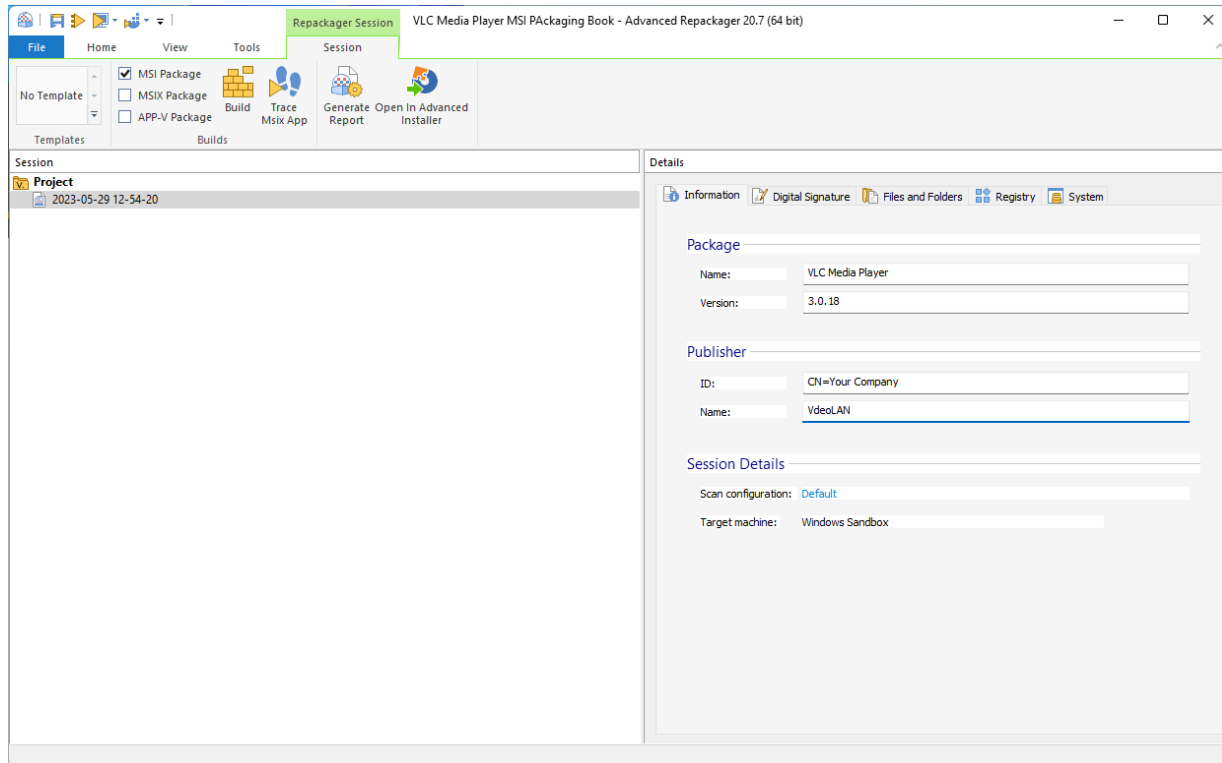 Repackager Session
VLC Media Player MSI PAckaging Book - Advanced Repackager 20.7 (64 bit)
File
Home
View
Tools
Session
No Template
MSI Package
MSIX Package
APP-V Package
Build
Trace
Msix App
Generate
Report
Open In Advanced
Installer
Templates
Builds
Session
Details
Project
2023-05-29 12-54-20
Information
Digital Signature
Files and Folders
Registry
System
Package
Name: VLC Media Player
Version: 3.0.18
Publisher
ID: CN=Your Company
Name: VdeoLAN
Session Details
Scan configuration: Default
Target machine: Windows Sandbox